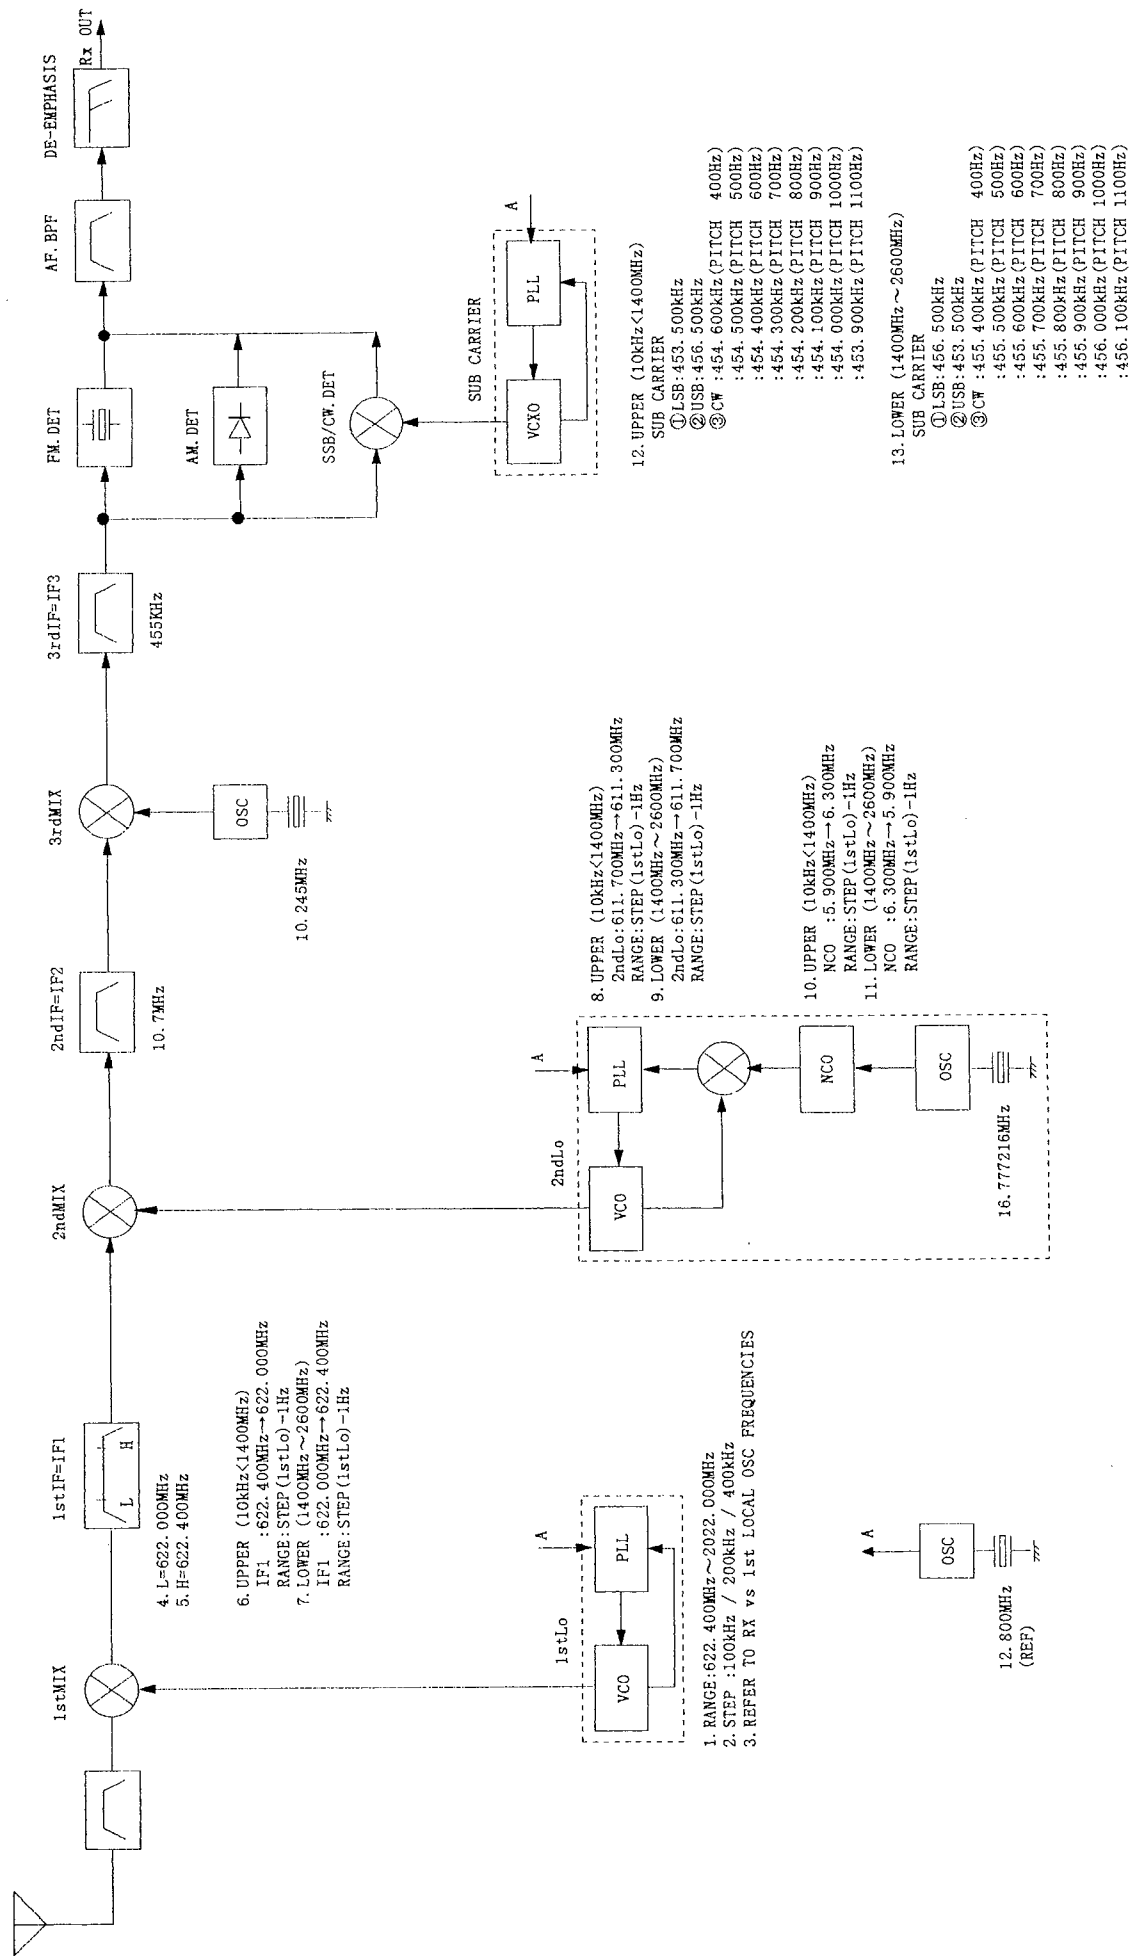 1stMIX
1stIF=IF1
L H
4. L=622.000MHz
5. H=622.400MHz
6. UPPER (10kHz<1400MHz)
IF1 :622.400MHz→622.000MHz
RANGE:STEP(1stLo)-1Hz
7. LOWER (1400MHz～2600MHz)
IF1 :622.000MHz→622.400MHz
RANGE:STEP(1stLo)-1Hz
2ndMIX
2ndIF=IF2
10.7MHz
3rdMIX
OSC
10.245MHz
3rdIF=IF3
455KHz
FM.DET
AM.DET
SSB/CW.DET
AF.BPF
DE-EMPHASIS
Rx OUT
1stLo
A
VCO
PLL
1. RANGE:622.400MHz～2022.000MHz
2. STEP :100kHz / 200kHz / 400kHz
3. REFER TO RX vs 1st LOCAL OSC FREQUENCIES
A
OSC
12.800MHz
(REF)
2ndLo
A
VCO
PLL
NCO
OSC
16.777216MHz
8. UPPER (10kHz<1400MHz)
2ndLo:611.700MHz→611.300MHz
RANGE:STEP(1stLo)-1Hz
9. LOWER (1400MHz～2600MHz)
2ndLo:611.300MHz→611.700MHz
RANGE:STEP(1stLo)-1Hz
10. UPPER (10kHz<1400MHz)
NCO :5.900MHz→6.300MHz
RANGE:STEP(1stLo)-1Hz
11. LOWER (1400MHz～2600MHz)
NCO :6.300MHz→5.900MHz
RANGE:STEP(1stLo)-1Hz
SUB CARRIER
A
VCXO
PLL
12. UPPER (10kHz<1400MHz)
SUB CARRIER
①LSB:453.500kHz
②USB:456.500kHz
③CW :454.600kHz(PITCH 400Hz)
:454.500kHz(PITCH 500Hz)
:454.400kHz(PITCH 600Hz)
:454.300kHz(PITCH 700Hz)
:454.200kHz(PITCH 800Hz)
:454.100kHz(PITCH 900Hz)
:454.000kHz(PITCH 1000Hz)
:453.900kHz(PITCH 1100Hz)
13. LOWER (1400MHz～2600MHz)
SUB CARRIER
①LSB:456.500kHz
②USB:453.500kHz
③CW :455.400kHz(PITCH 400Hz)
:455.500kHz(PITCH 500Hz)
:455.600kHz(PITCH 600Hz)
:455.700kHz(PITCH 700Hz)
:455.800kHz(PITCH 800Hz)
:455.900kHz(PITCH 900Hz)
:456.000kHz(PITCH 1000Hz)
:456.100kHz(PITCH 1100Hz)